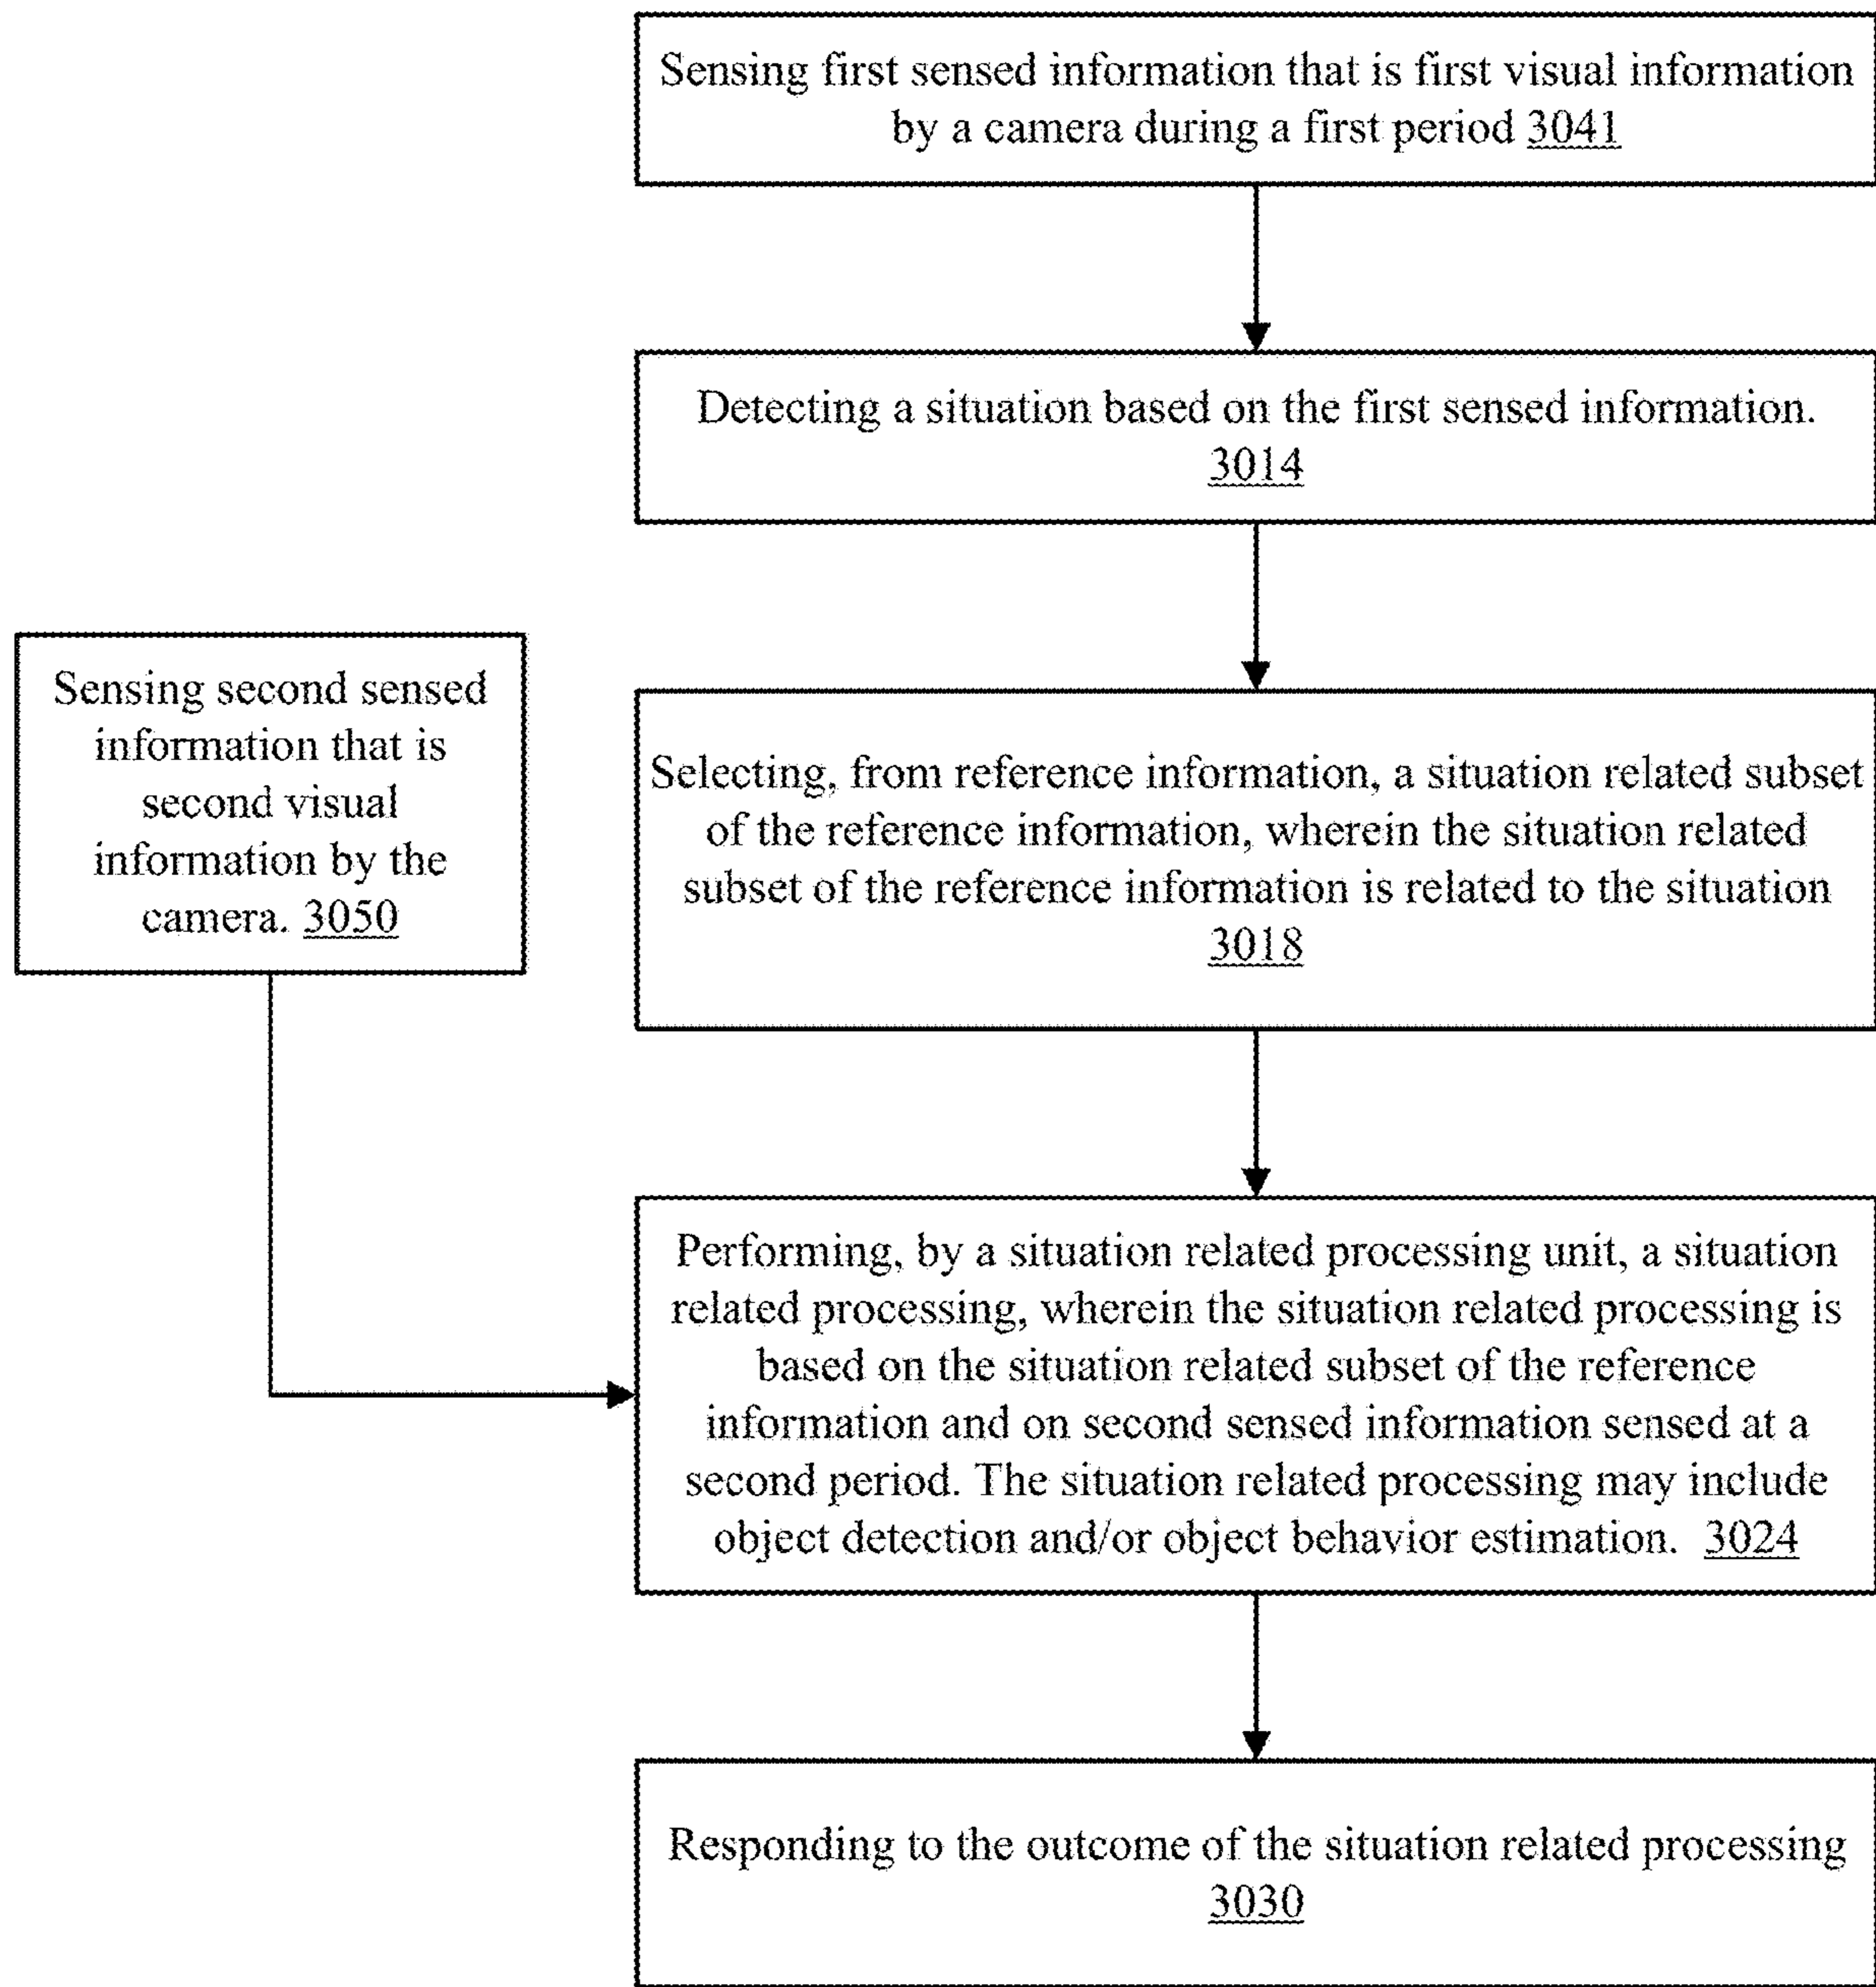 Sensing first sensed information that is first visual information
by a camera during a first period 3041
Detecting a situation based on the first sensed information.
3014
Sensing second sensed
information that is
second visual
information by the
camera. 3050
Selecting, from reference information, a situation related subset
of the reference information, wherein the situation related
subset of the reference information is related to the situation
3018
Performing, by a situation related processing unit, a situation
related processing, wherein the situation related processing is
based on the situation related subset of the reference
information and on second sensed information sensed at a
second period. The situation related processing may include
object detection and/or object behavior estimation. 3024
Responding to the outcome of the situation related processing
3030